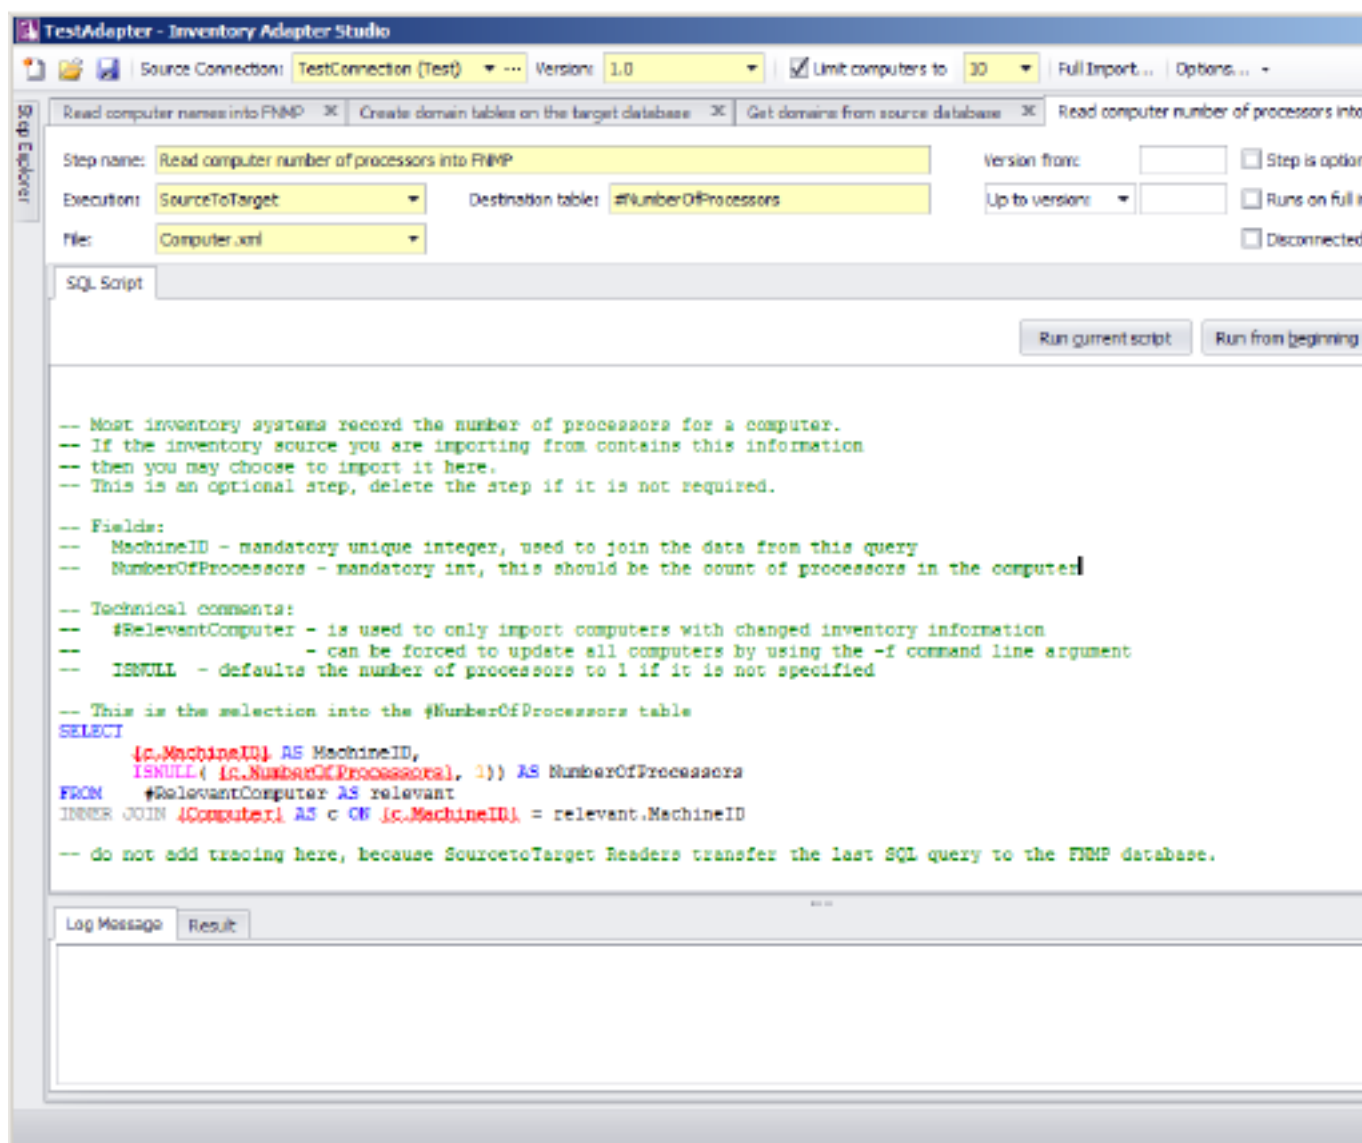 TestAdapter - Inventory Adapter Studio
Source Connection: TestConnection (Test) ... Version: 1.0 Limit computers to 10 Full Import... Options...
Step Explorer
Read computer names into FNMP Create domain tables on the target database Get domains from source database Read computer number of processors into
Step name: Read computer number of processors into FNMP Version from: Step is option
Execution: SourceToTarget Destination table: #NumberOfProcessors Up to version: Runs on full i
File: Computer.xml Disconnected
SQL Script
Run current script Run from beginning
-- Most inventory systems record the number of processors for a computer.
-- If the inventory source you are importing from contains this information
-- then you may choose to import it here.
-- This is an optional step, delete the step if it is not required.
-- Fields:
-- MachineID - mandatory unique integer, used to join the data from this query
-- NumberOfProcessors - mandatory int, this should be the count of processors in the computer
-- Technical comments:
-- #RelevantComputer - is used to only import computers with changed inventory information
-- - can be forced to update all computers by using the -f command line argument
-- ISNULL - defaults the number of processors to 1 if it is not specified
-- This is the selection into the #NumberOfProcessors table
SELECT
{c.MachineID} AS MachineID,
ISNULL( {c.NumberOfProcessors}, 1)) AS NumberOfProcessors
FROM #RelevantComputer AS relevant
INNER JOIN {Computer} AS c ON {c.MachineID} = relevant.MachineID
-- do not add tracing here, because SourcetoTarget Readers transfer the last SQL query to the FNMP database.
Log Message Result